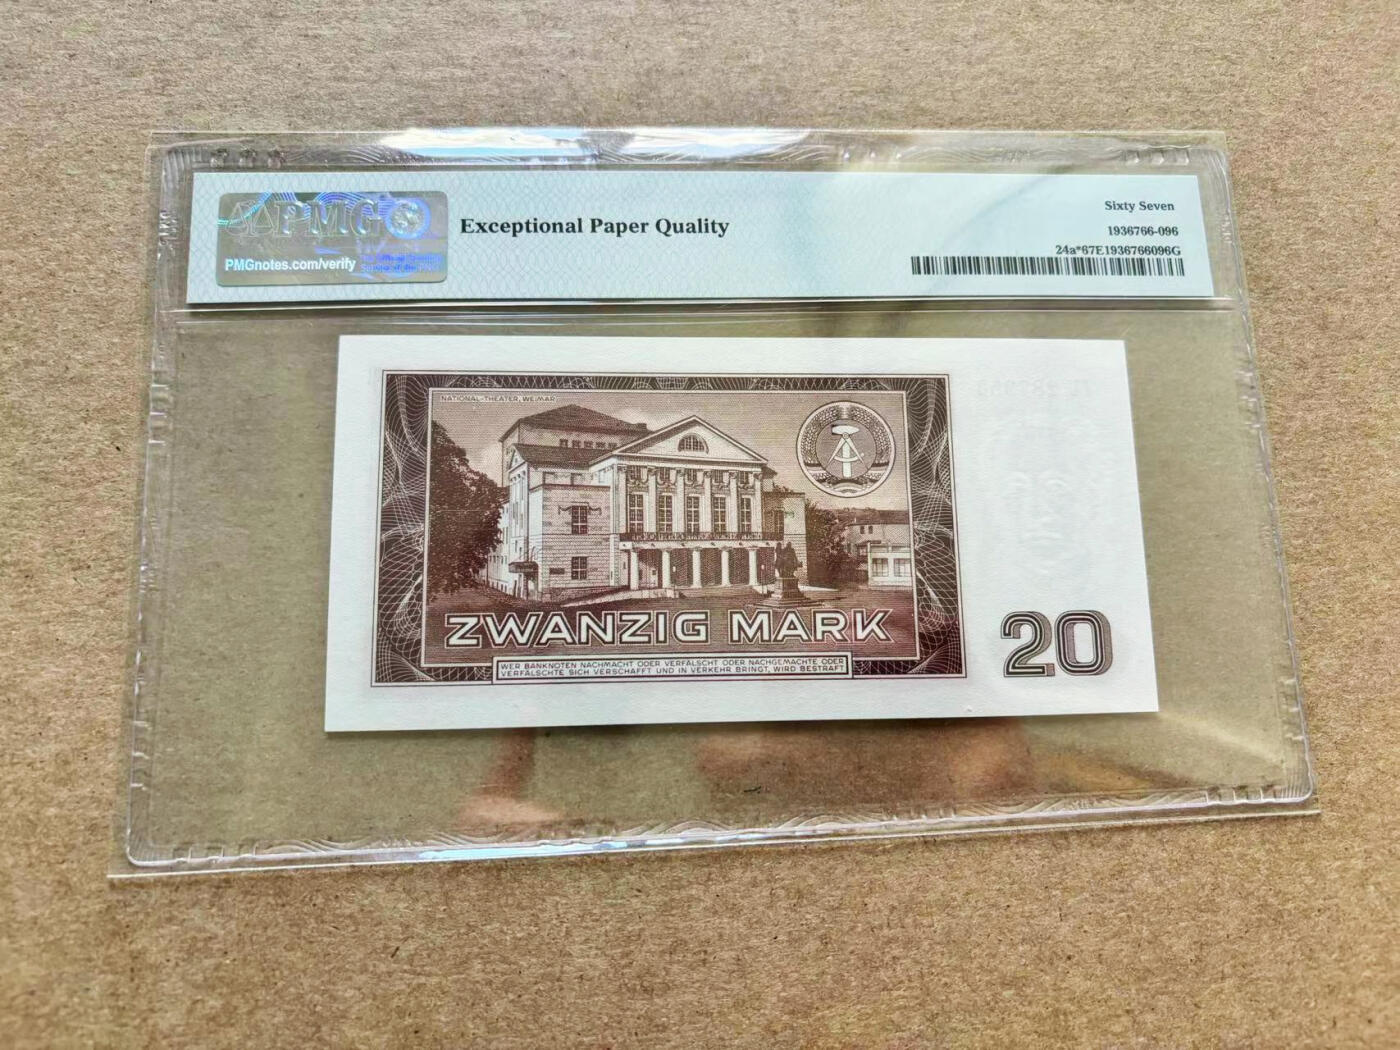 PMG
PMGnotes.com/verify
Exceptional Paper Quality
Sixty Seven
1936766-096
24a*67E1936766096G
NATIONAL-THEATER, WEIMAR
ZWANZIG MARK
WER BANKNOTEN NACHMACHT ODER VERFÄLSCHT ODER NACHGEMACHTE ODER
VERFÄLSCHTE SICH VERSCHAFFT UND IN VERKEHR BRINGT, WIRD BESTRAFT
20